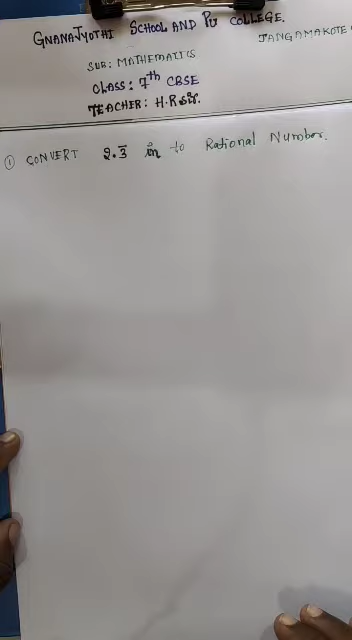 GNANAJYOTHI SCHOOL AND PU COLLEGE.
JANGAMAKOTE
SUB: MATHEMATICS
CLASS: 7th CBSE
TEACHER: H.R ಸರ್.
① CONVERT 2.3̅ in to Rational Number.